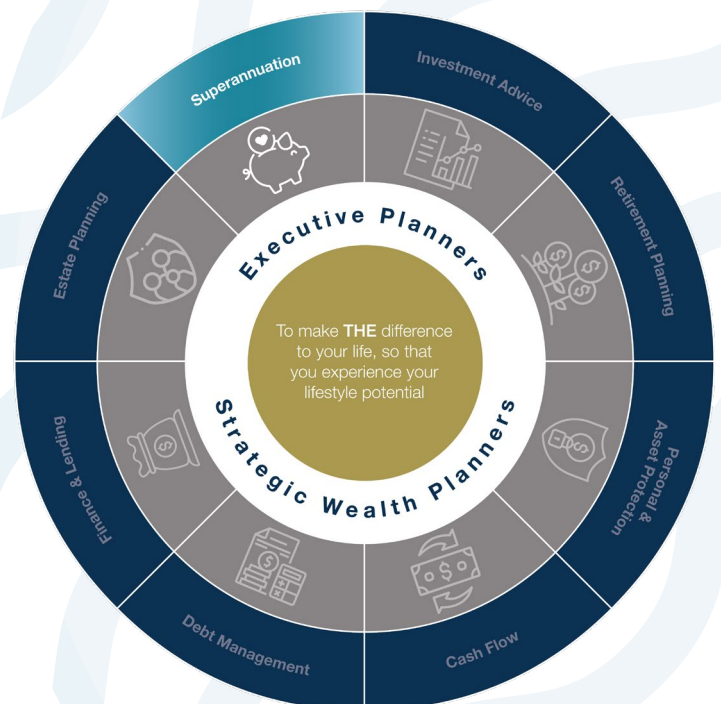 Superannuation
Investment Advice
Retirement Planning
Personal &
Asset Protection
Cash Flow
Debt Management
Finance & Lending
Estate Planning
Executive Planners
To make THE difference
to your life, so that
you experience your
lifestyle potential
Strategic Wealth Planners